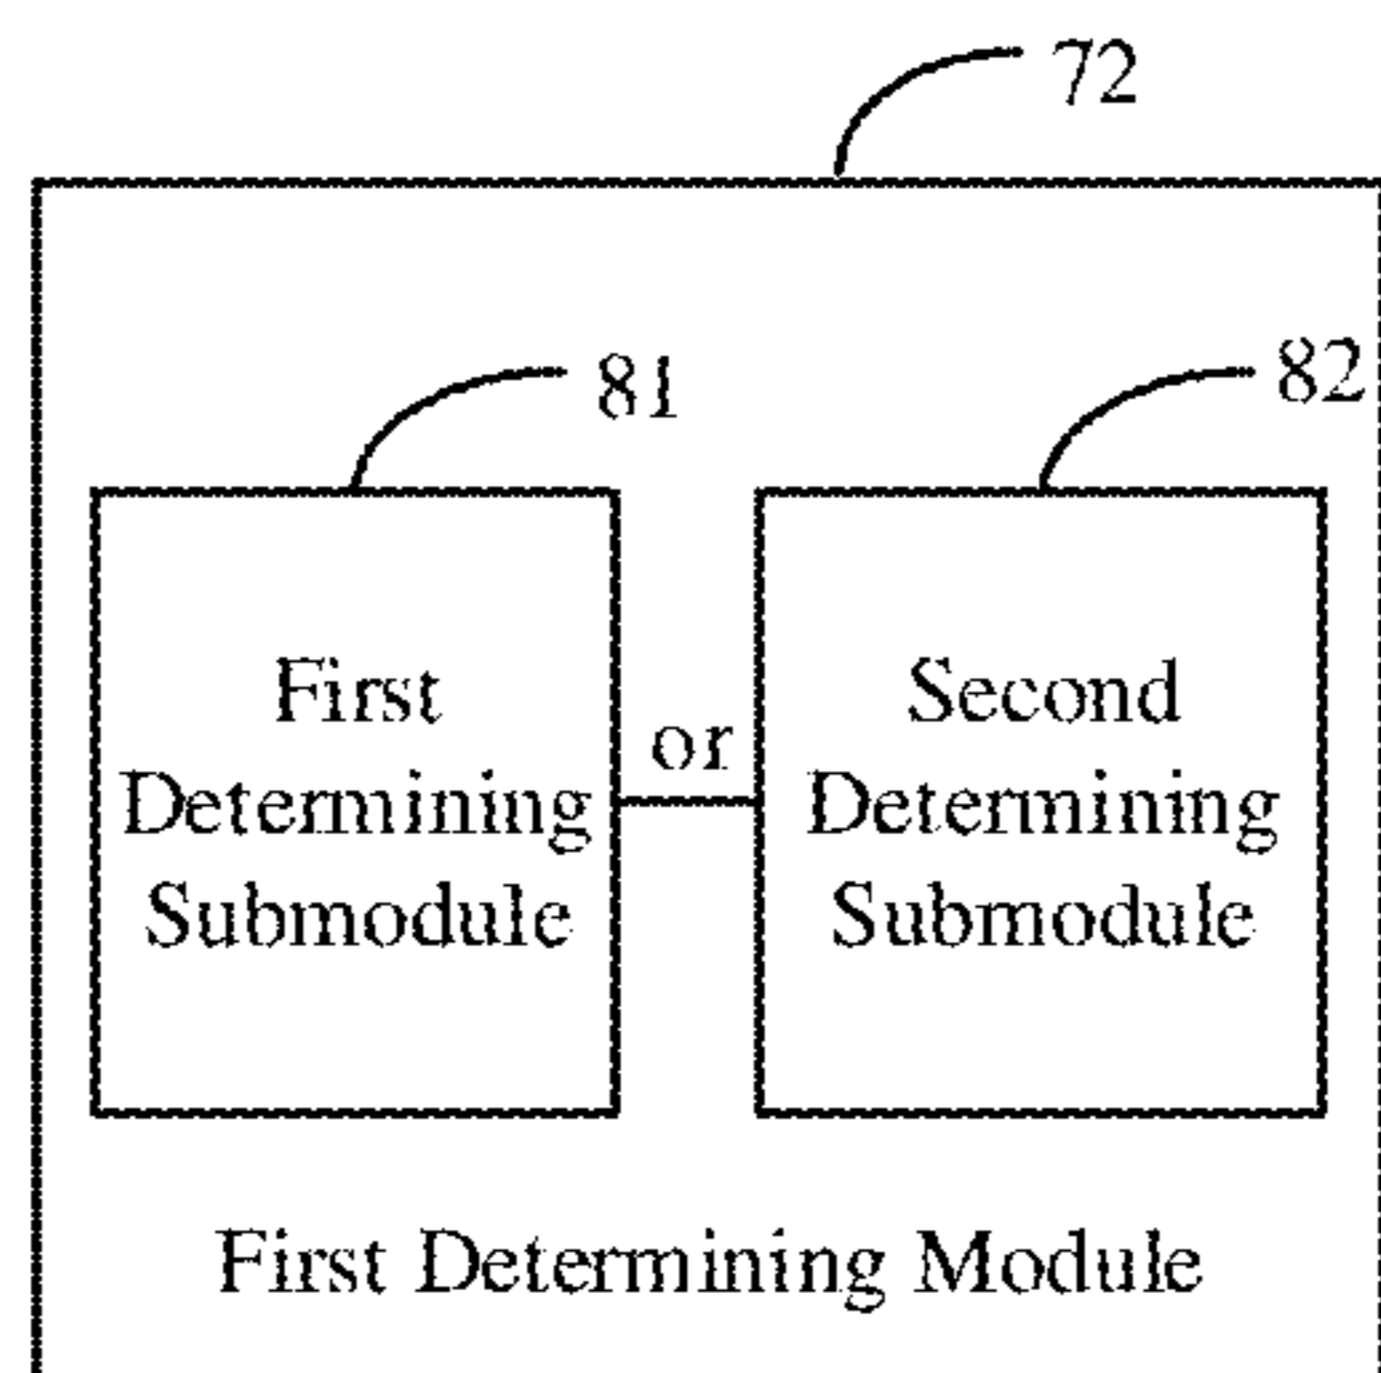 72
81
82
First
Determining
Submodule
or
Second
Determining
Submodule
First Determining Module